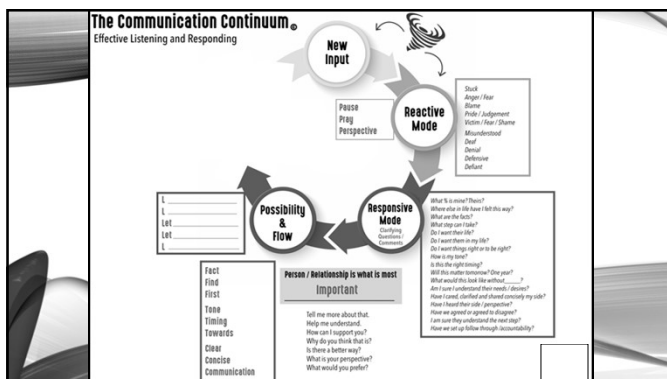 The Communication Continuum
Effective Listening and Responding
New
Input
Pause
Pray
Perspective
Reactive
Mode
Stuck
Anger / Fear
Blame
Pride / Judgement
Victim / Fear / Shame
Misunderstood
Deaf
Denial
Defensive
Defiant
L
L
Let
Let
L
Possibility
&
Flow
Responsive
Mode
Clarifying
Questions /
Comments
What % is mine? Theirs?
Where else in life have I felt this way?
What are the facts?
What step can I take?
Do I want their life?
Do I want them in my life?
Do I want things right or to be right?
How is my tone?
Is this the right timing?
Will this matter tomorrow? One year?
What would this look like without______?
Am I sure I understand their needs / desires?
Have I cared, clarified and shared concisely my side?
Have I heard their side / perspective?
Have we agreed or agreed to disagree?
I am sure they understand the next step?
Have we set up follow through /accountability?
Fact
Find
First
Tone
Timing
Towards
Clear
Concise
Communication
Person / Relationship is what is most
Important
Tell me more about that.
Help me understand.
How can I support you?
Why do you think that is?
Is there a better way?
What is your perspective?
What would you prefer?